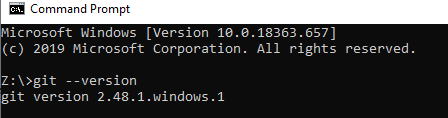 Command Prompt
Microsoft Windows [Version 10.0.18363.657]
(c) 2019 Microsoft Corporation. All rights reserved.
Z:\>git --version
git version 2.48.1.windows.1